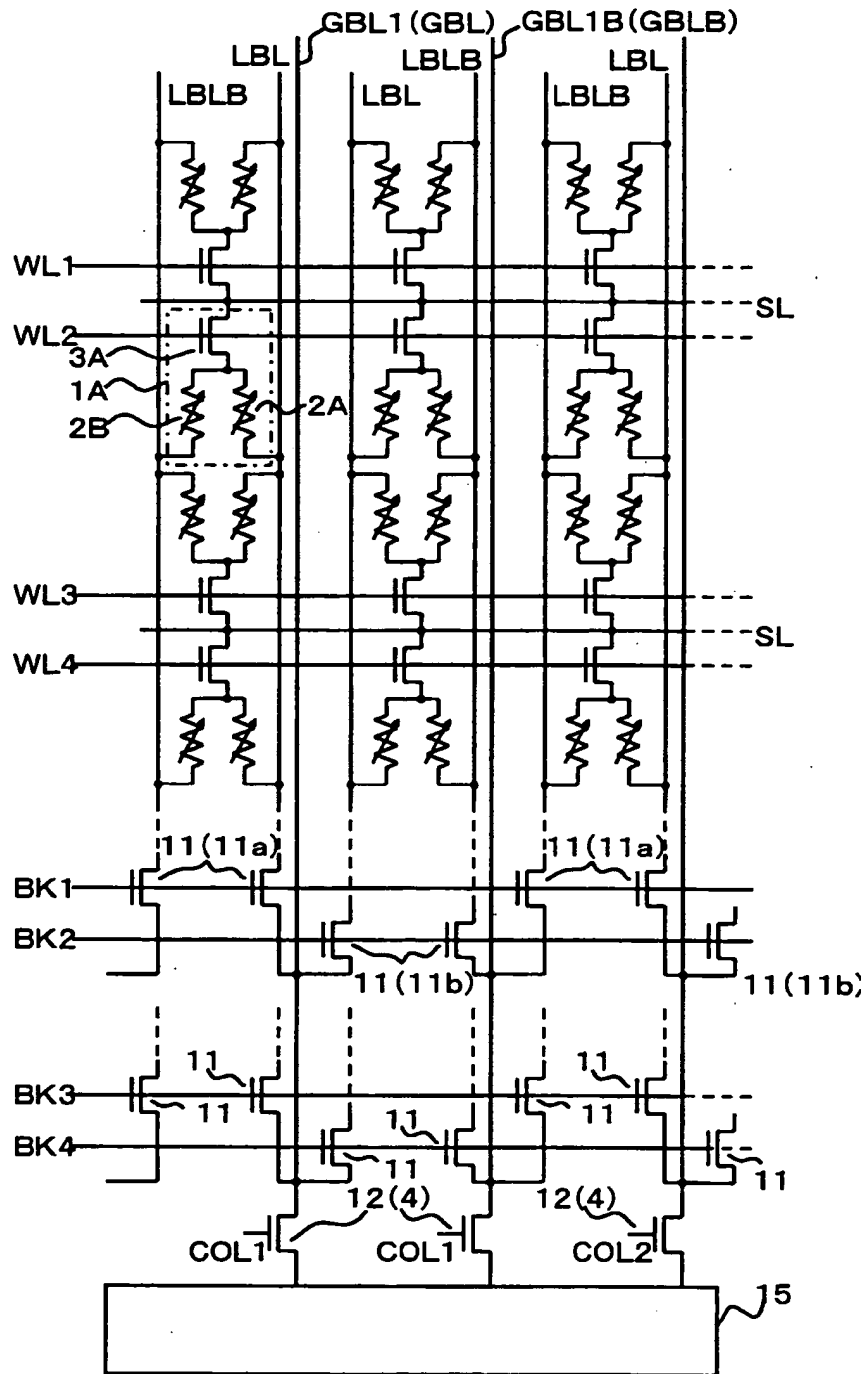 GBL1(GBL) GBL1B(GBLB)
LBL LBLB LBL
LBLB LBL LBLB
WL1
SL
WL2
3A
1A
2A
2B
WL3
SL
WL4
11(11a) 11(11a)
BK1
BK2
11(11b) 11(11b)
11 11
BK3
11 11
11
BK4
11 11
12(4) 12(4)
COL1 COL1 COL2
15